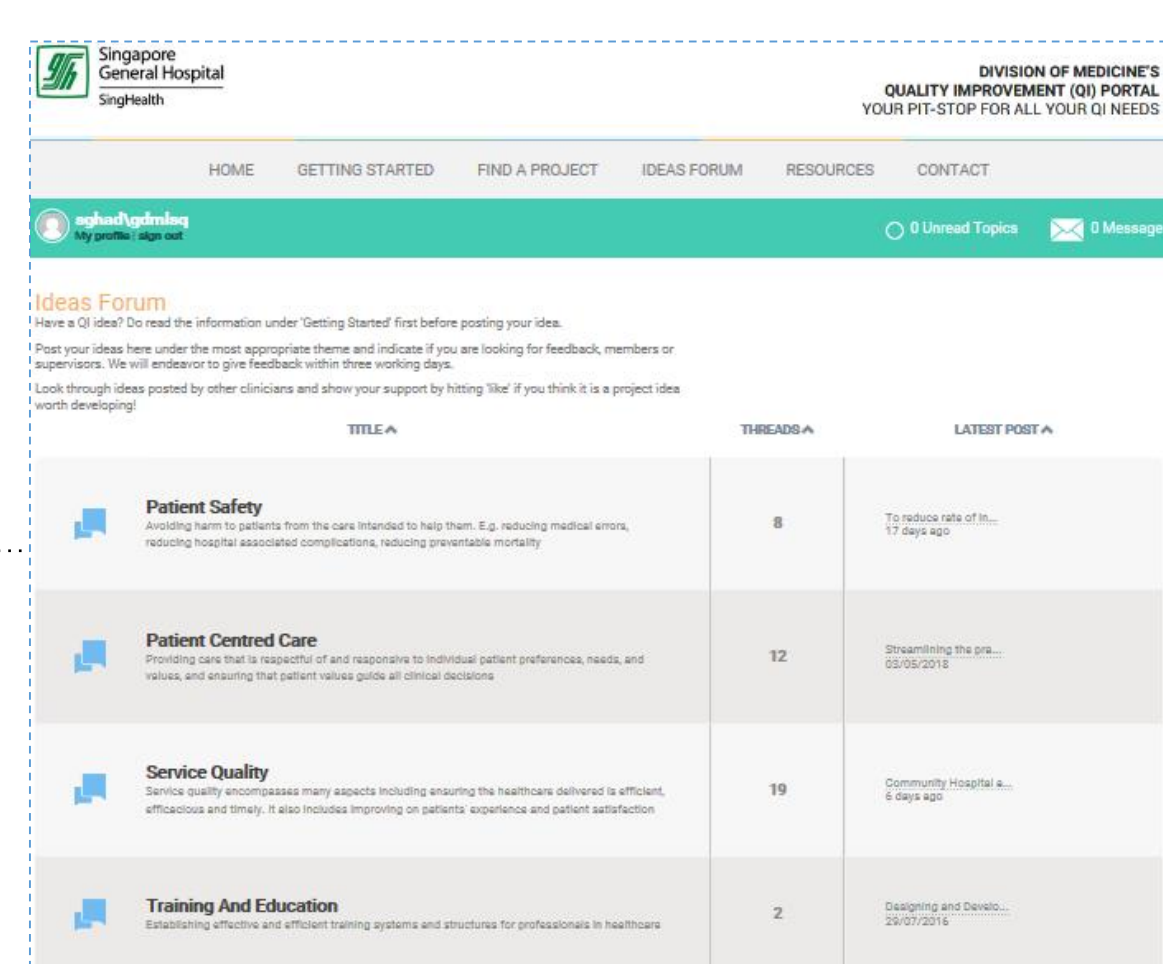 Singapore
General Hospital
SingHealth
DIVISION OF MEDICINE'S
QUALITY IMPROVEMENT (QI) PORTAL
YOUR PIT-STOP FOR ALL YOUR QI NEEDS
HOME GETTING STARTED FIND A PROJECT IDEAS FORUM RESOURCES CONTACT
My profile | sign out
0 Unread Topics 0 Message
Ideas Forum
Have a QI idea? Do read the information under 'Getting Started' first before posting your idea.
Post your ideas here under the most appropriate theme and indicate if you are looking for feedback, members or
supervisors. We will endeavor to give feedback within three working days.
Look through ideas posted by other clinicians and show your support by hitting 'like' if you think it is a project idea
worth developing!
TITLE THREADS LATEST POST
Patient Safety
Avoiding harm to patients from the care intended to help them. E.g. reducing medical errors,
reducing hospital associated complications, reducing preventable mortality
8
To reduce rate of in...
17 days ago
Patient Centred Care
Providing care that is respectful of and responsive to individual patient preferences, needs, and
values, and ensuring that patient values guide all clinical decisions
12
Streamlining the pra...
03/05/2018
Service Quality
Service quality encompasses many aspects including ensuring the healthcare delivered is efficient,
efficacious and timely. It also includes improving on patients' experience and patient satisfaction
19
Community Hospital a...
6 days ago
Training And Education
Establishing effective and efficient training systems and structures for professionals in healthcare
2
Designing and Develo...
29/07/2016